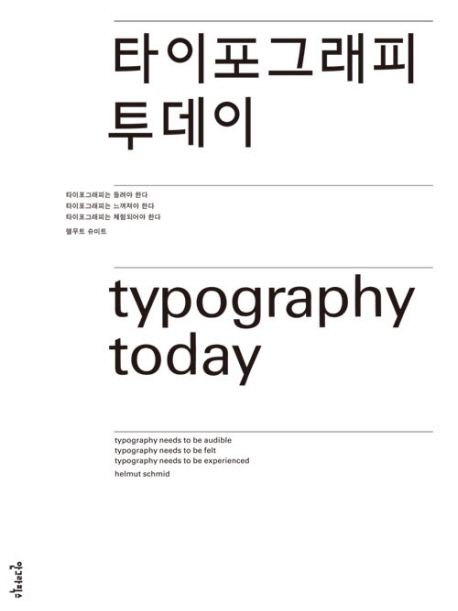 타이포그래피
투데이
타이포그래피는 들려야 한다
타이포그래피는 느껴져야 한다
타이포그래피는 체험되어야 한다
헬무트 슈미트
typography
today
typography needs to be audible
typography needs to be felt
typography needs to be experienced
helmut schmid